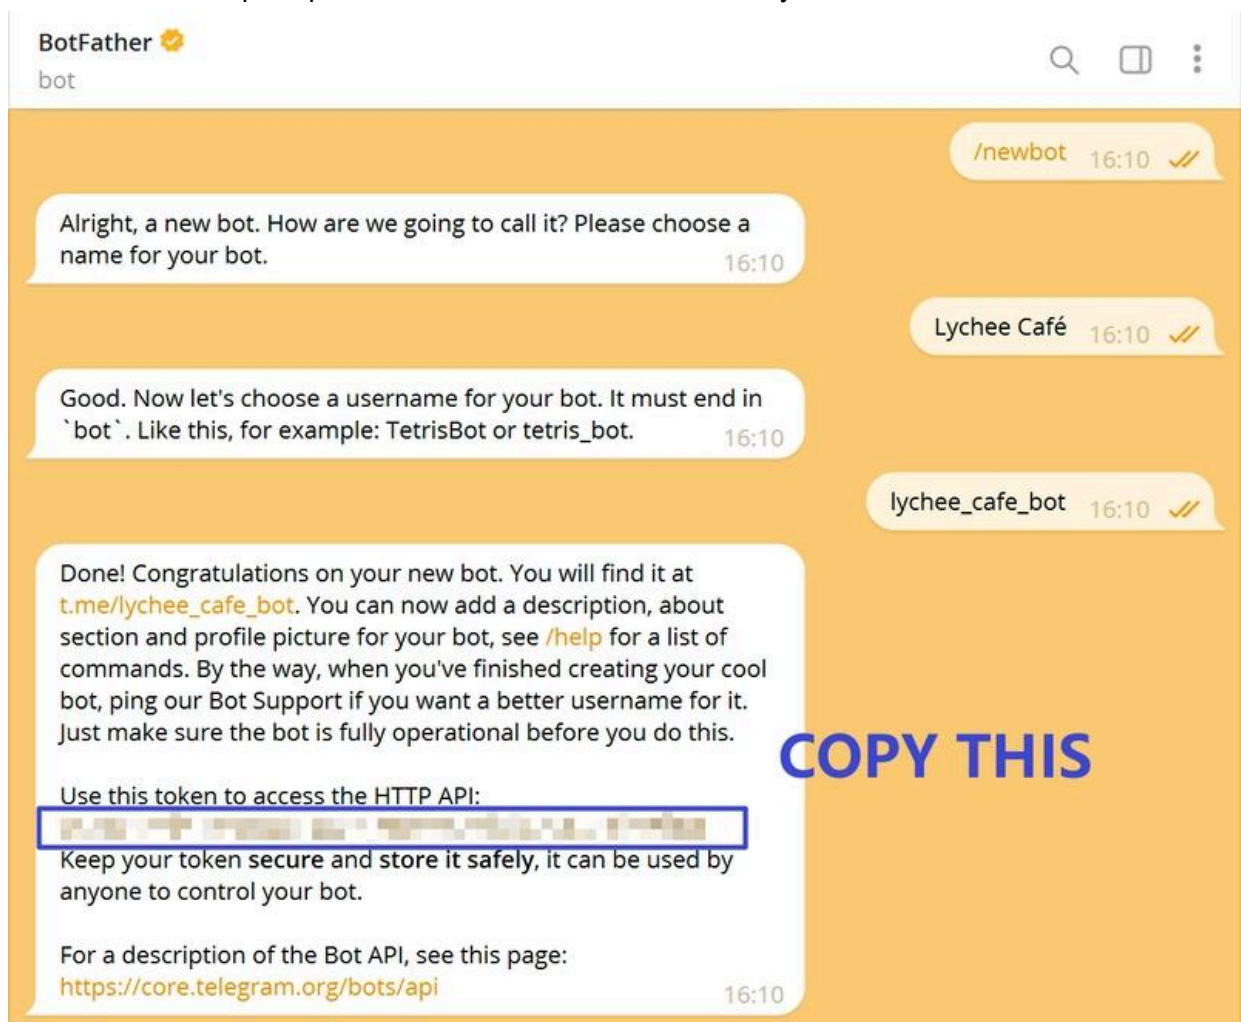 BotFather
bot
/newbot 16:10
Alright, a new bot. How are we going to call it? Please choose a
name for your bot. 16:10
Lychee Café 16:10
Good. Now let's choose a username for your bot. It must end in
`bot`. Like this, for example: TetrisBot or tetris_bot. 16:10
lychee_cafe_bot 16:10
Done! Congratulations on your new bot. You will find it at
t.me/lychee_cafe_bot. You can now add a description, about
section and profile picture for your bot, see /help for a list of
commands. By the way, when you've finished creating your cool
bot, ping our Bot Support if you want a better username for it.
Just make sure the bot is fully operational before you do this.
COPY THIS
Use this token to access the HTTP API:
Keep your token secure and store it safely, it can be used by
anyone to control your bot.
For a description of the Bot API, see this page:
https://core.telegram.org/bots/api 16:10